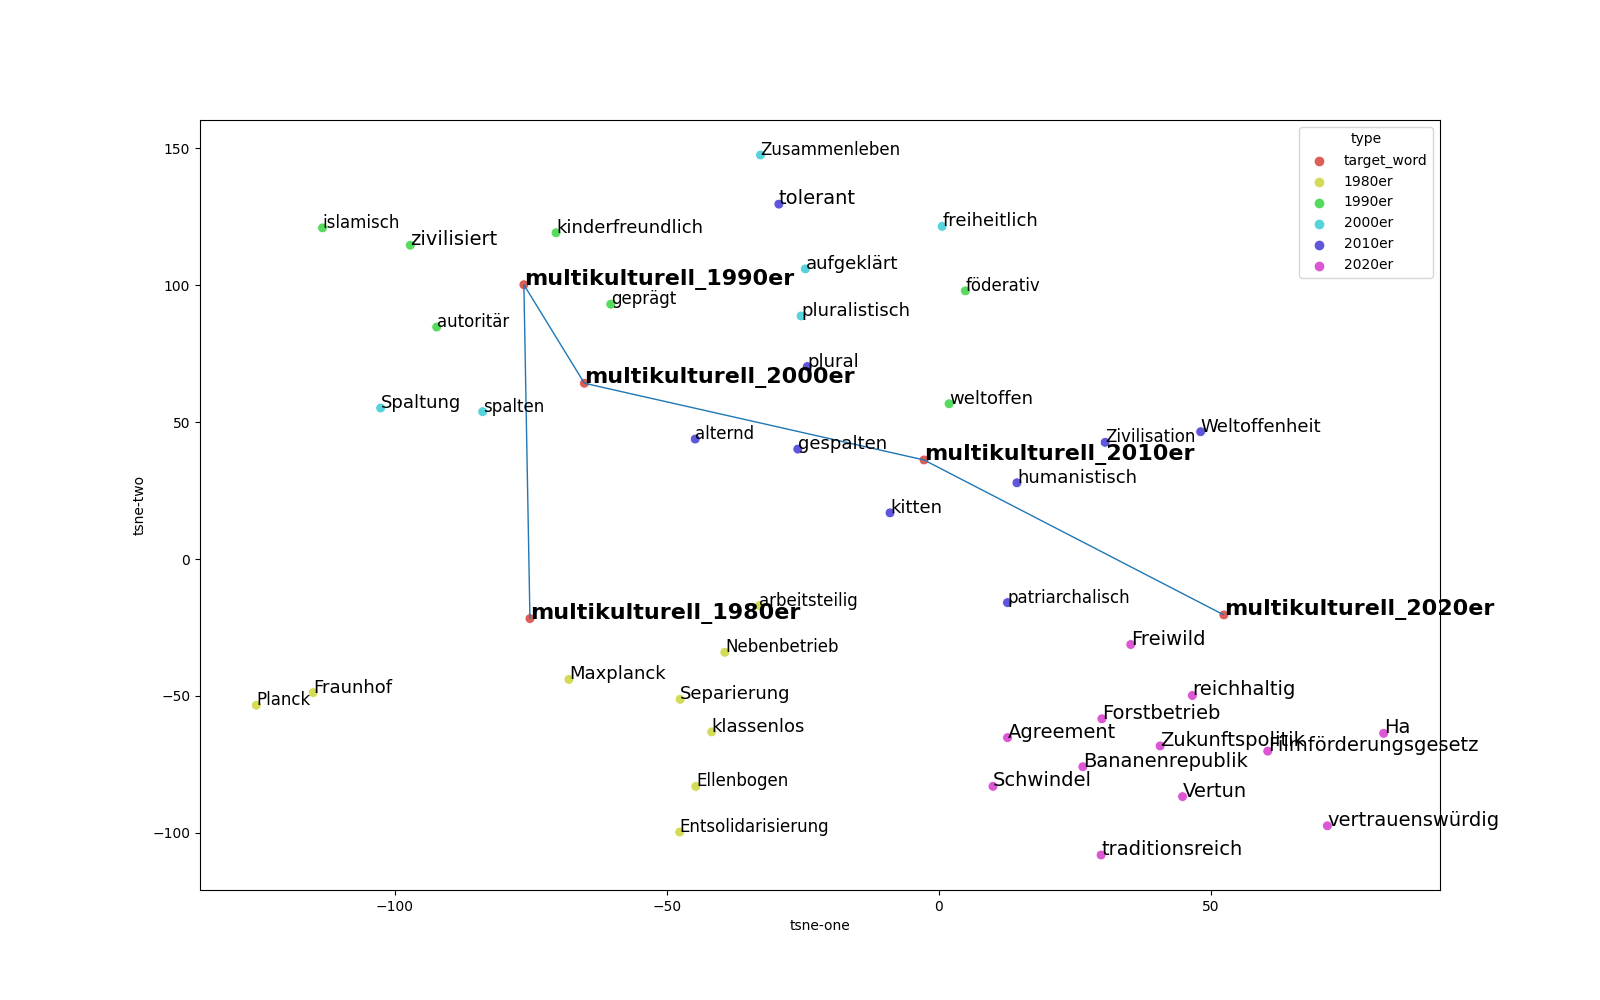 type
target_word
1980er
1990er
2000er
2010er
2020er
Zusammenleben
tolerant
islamisch
zivilisiert
kinderfreundlich
freiheitlich
aufgeklärt
multikulturell_1990er
geprägt
föderativ
pluralistisch
autoritär
plural
multikulturell_2000er
Spaltung
spalten
weltoffen
alternd
gespalten
Zivilisation
Weltoffenheit
multikulturell_2010er
humanistisch
kitten
arbeitsteilig
patriarchalisch
multikulturell_1980er
multikulturell_2020er
Nebenbetrieb
Freiwild
Maxplanck
Fraunhof
Planck
Separierung
reichhaltig
Forstbetrieb
klassenlos
Agreement
Zukunftspolitik
Filmförderungsgesetz
Ha
Bananenrepublik
Ellenbogen
Schwindel
Vertun
Entsolidarisierung
vertrauenswürdig
traditionsreich
150
100
50
0
−50
−100
tsne-two
−100
−50
0
50
tsne-one